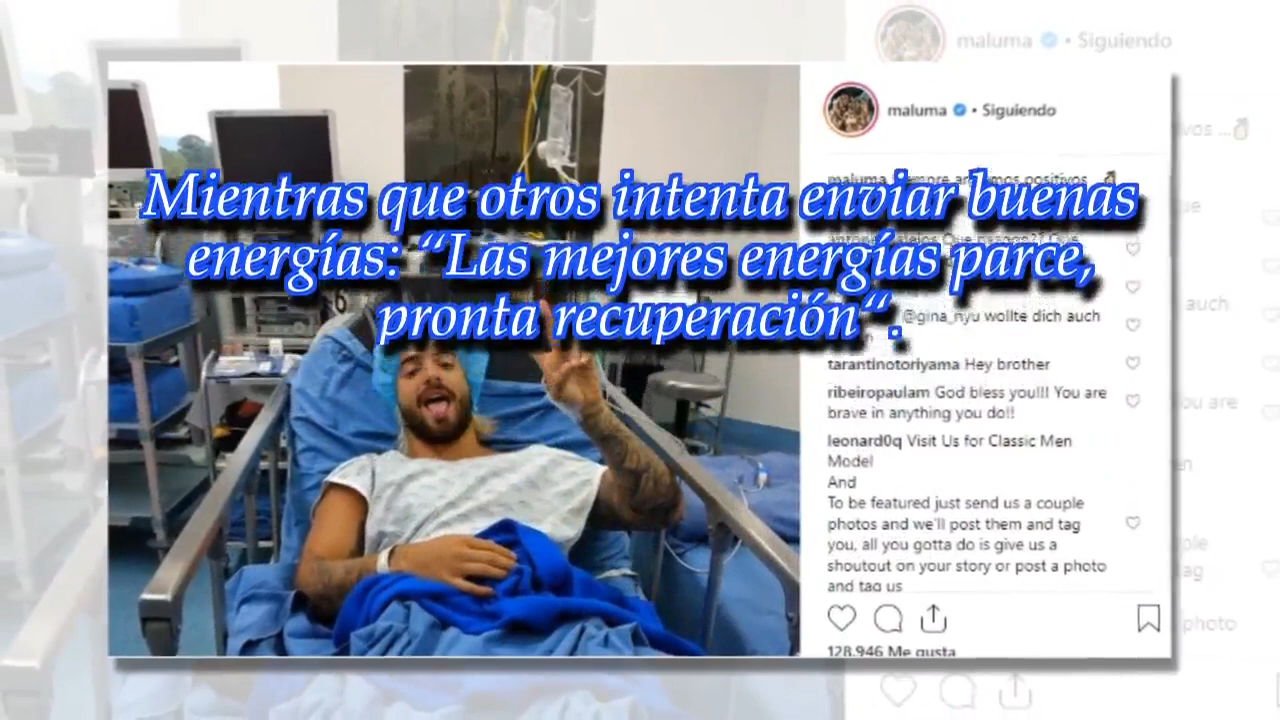 maluma • Siguiendo
maluma • Siguiendo
Mientras que otros intenta enviar buenas
energías: “Las mejores energías parce,
pronta recuperación“.
maluma
positivos
@gina_nyu wollte dich auch
tarantinotoriyama Hey brother
ribeiropaulam God bless you!!! You are
brave in anything you do!!
leonard0q Visit Us for Classic Men
Model
And
To be featured just send us a couple
photos and we'll post them and tag
you, all you gotta do is give us a
shoutout on your story or post a photo
and tag us
128.946 Me gusta
auch
ou are
photo